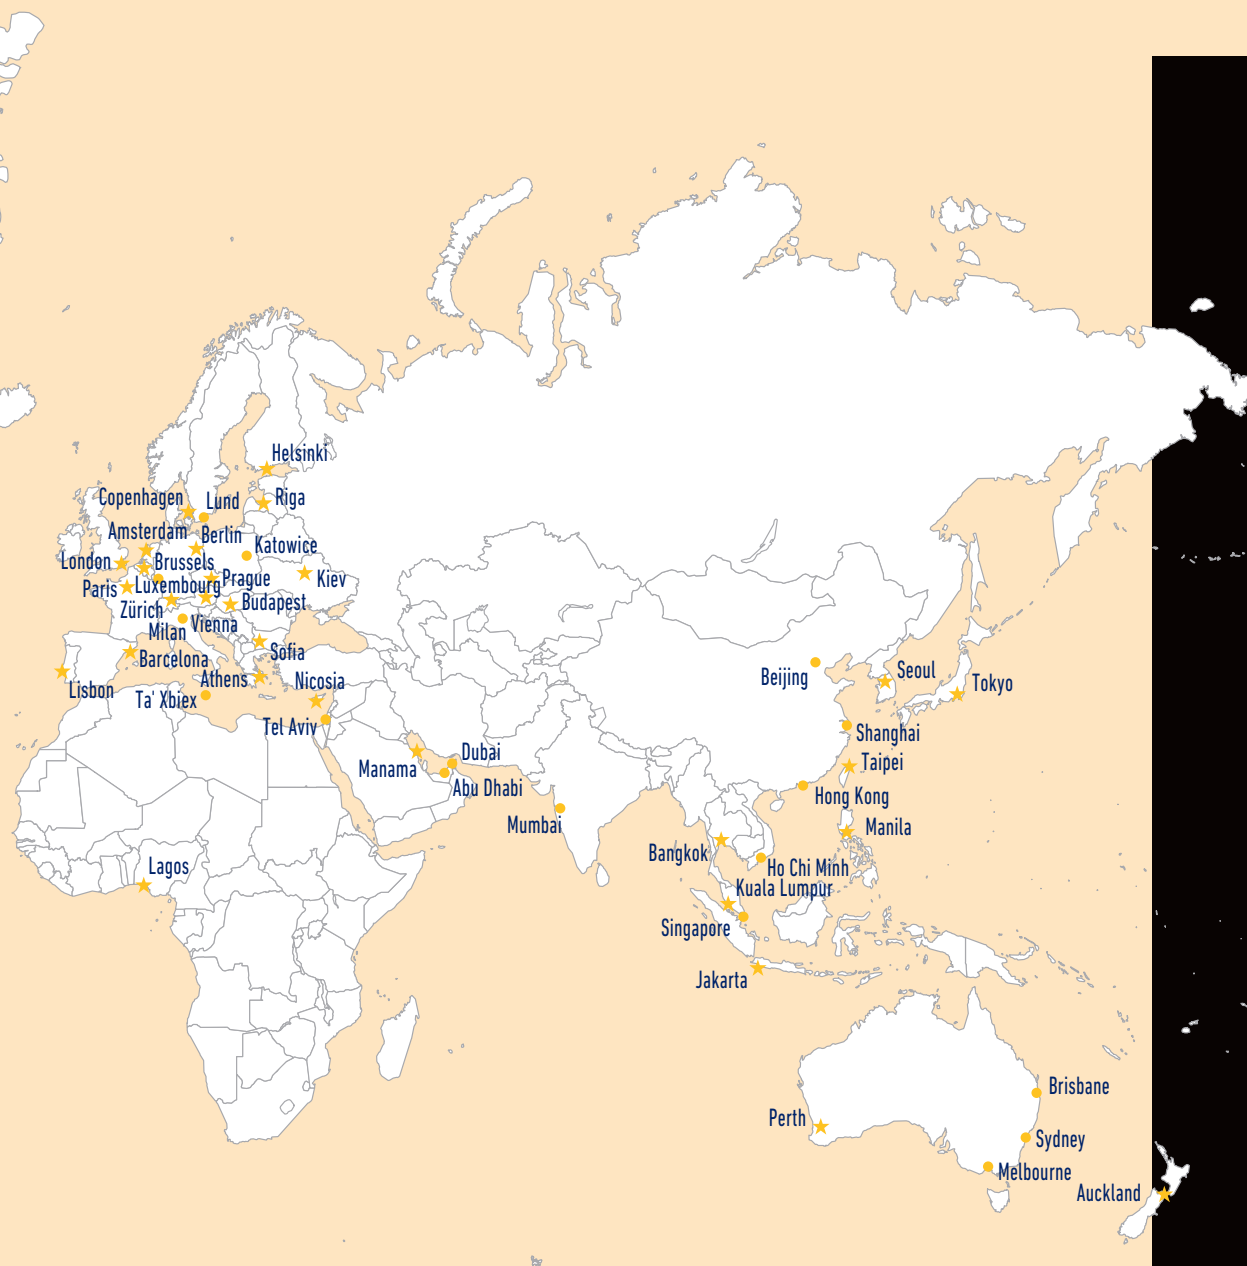 Helsinki
Copenhagen
Lund
Riga
Amsterdam
Berlin
Katowice
London
Brussels
Paris
Luxembourg
Prague
Kiev
Zürich
Budapest
Milan
Vienna
Sofia
Barcelona
Athens
Nicosia
Lisbon
Ta' Xbiex
Tel Aviv
Beijing
Seoul
Tokyo
Shanghai
Dubai
Manama
Taipei
Abu Dhabi
Hong Kong
Mumbai
Manila
Bangkok
Lagos
Ho Chi Minh
Kuala Lumpur
Singapore
Jakarta
Brisbane
Perth
Sydney
Melbourne
Auckland